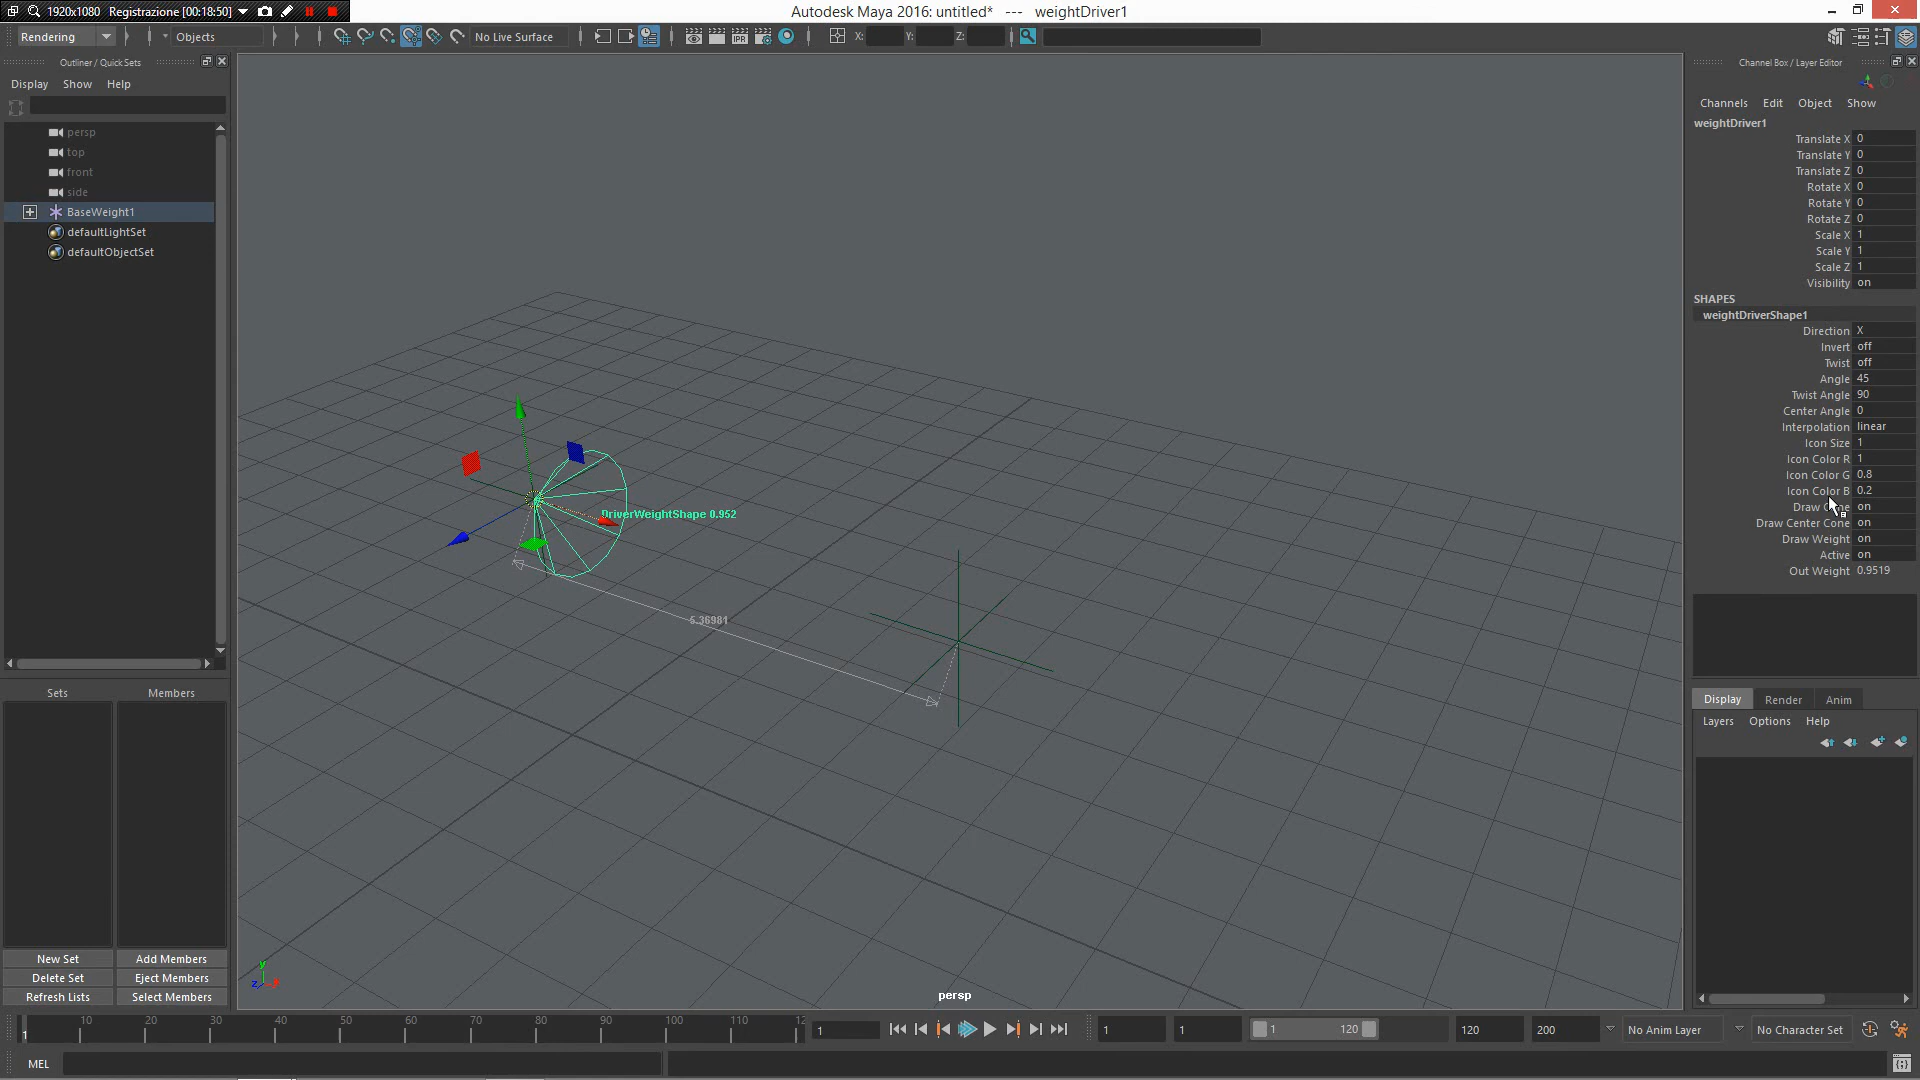 1920x1080 Registrazione [00:18:50]
Autodesk Maya 2016: untitled* --- weightDriver1
Rendering
Objects
No Live Surface
X:
Y:
Z:
Outliner / Quick Sets
Display Show Help
persp
top
front
side
BaseWeight1
defaultLightSet
defaultObjectSet
Sets
Members
New Set
Add Members
Delete Set
Eject Members
Refresh Lists
Select Members
DriverWeightShape 0.952
5.36981
y
z
persp
Channel Box / Layer Editor
Channels Edit Object Show
weightDriver1
Translate X 0
Translate Y 0
Translate Z 0
Rotate X 0
Rotate Y 0
Rotate Z 0
Scale X 1
Scale Y 1
Scale Z 1
Visibility on
SHAPES
weightDriverShape1
Direction X
Invert off
Twist off
Angle 45
Twist Angle 90
Center Angle 0
Interpolation linear
Icon Size 1
Icon Color R 1
Icon Color G 0.8
Icon Color B 0.2
Draw Cone on
Draw Center Cone on
Draw Weight on
Active on
Out Weight 0.9519
Display Render Anim
Layers Options Help
1
10 20 30 40 50 60 70 80 90 100 110 12
1
1
1
1 120
120
200
No Anim Layer
No Character Set
MEL